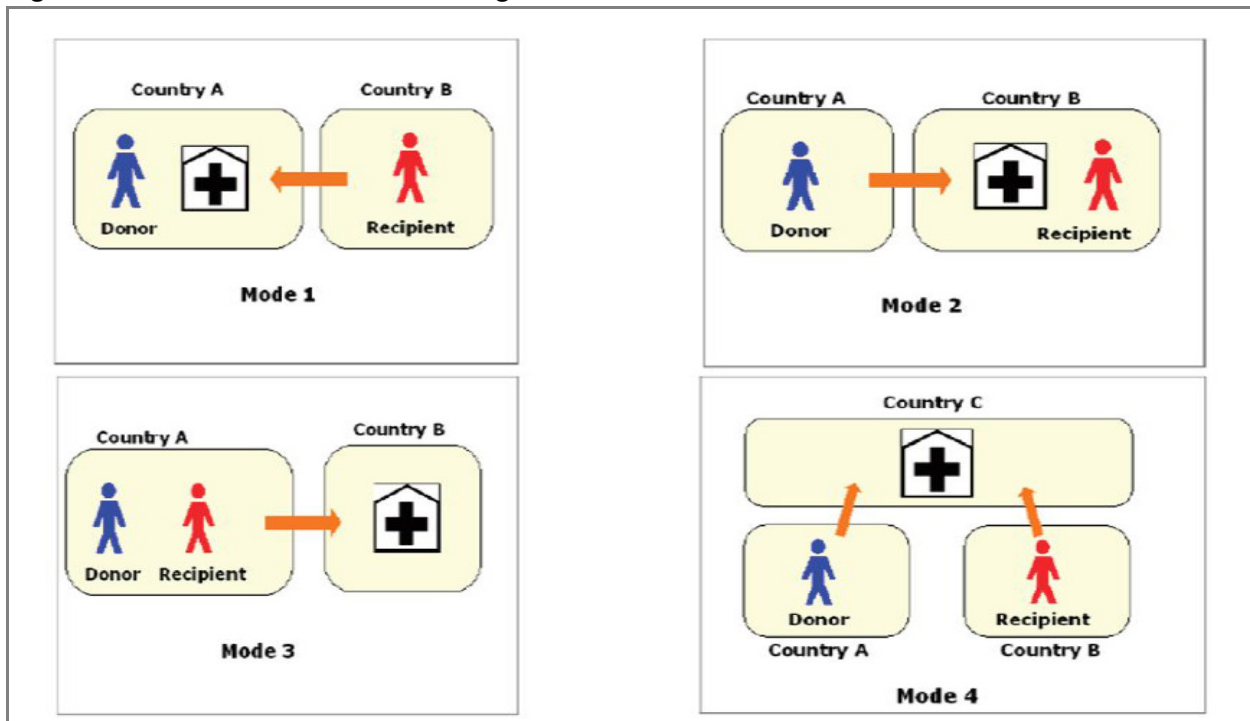 Country A
Country B
Donor
Recipient
Mode 1
Country A
Country B
Donor
Recipient
Mode 2
Country A
Country B
Donor
Recipient
Mode 3
Country C
Donor
Recipient
Country A
Country B
Mode 4